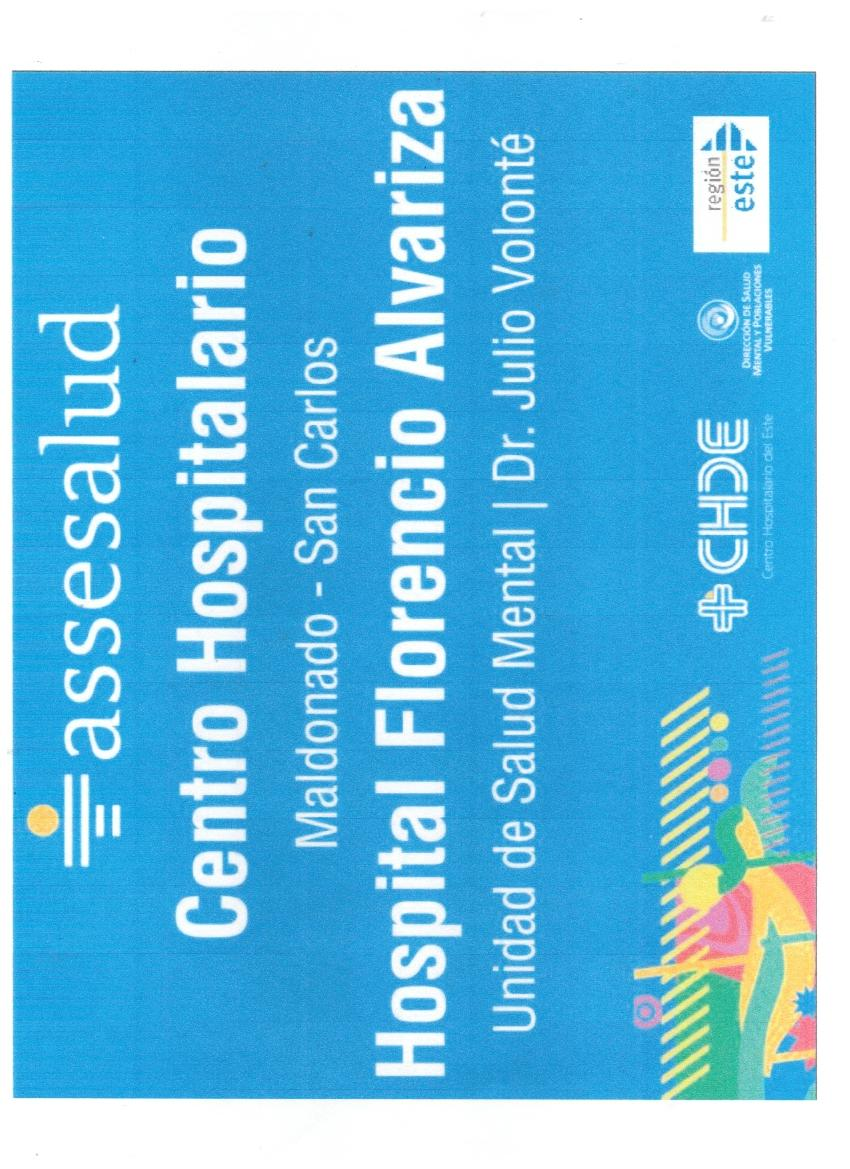 assesalud
Centro Hospitalario
Maldonado - San Carlos
Hospital Florencio Alvariza
Unidad de Salud Mental | Dr. Julio Volonté
CHDE
Centro Hospitalario del Este
DIRECCIÓN DE SALUD
MENTAL Y POBLACIONES
VULNERABLES
región
este